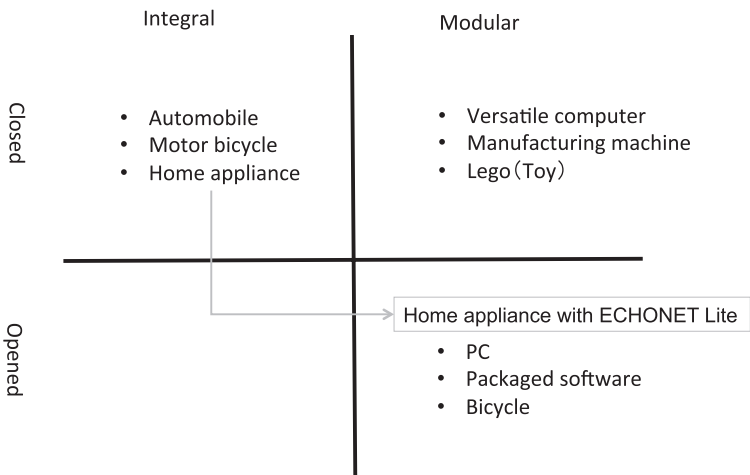 Integral
Modular
Closed
• Automobile
• Motor bicycle
• Home appliance
• Versatile computer
• Manufacturing machine
• Lego（Toy）
Opened
Home appliance with ECHONET Lite
• PC
• Packaged software
• Bicycle